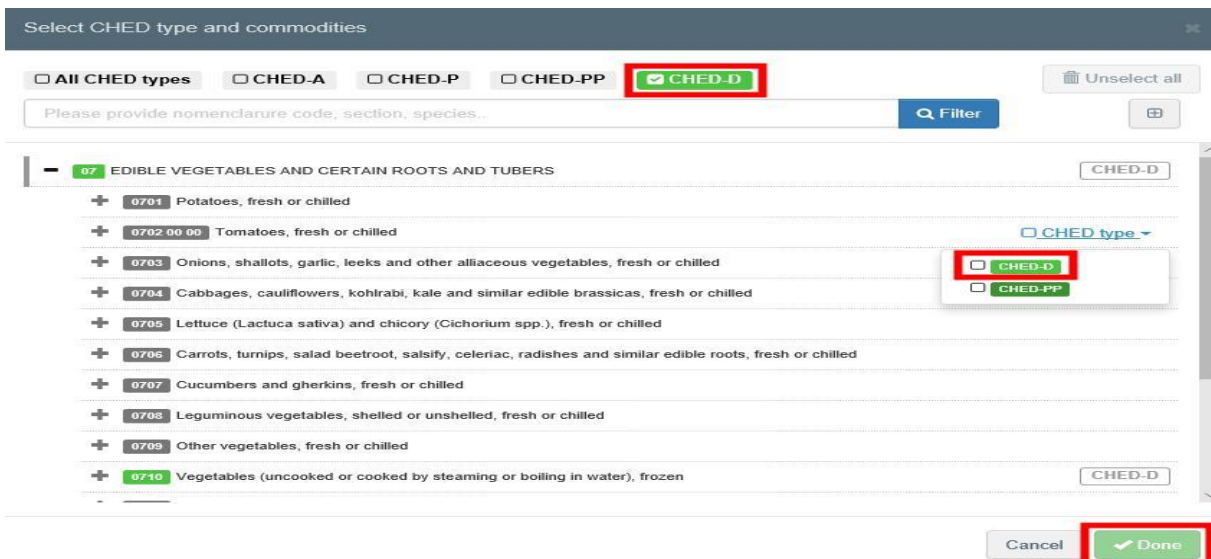 Select CHED type and commodities
All CHED types CHED-A CHED-P CHED-PP CHED-D Unselect all
Please provide nomenclarure code, section, species.. Filter
07 EDIBLE VEGETABLES AND CERTAIN ROOTS AND TUBERS CHED-D
0701 Potatoes, fresh or chilled
0702 00 00 Tomatoes, fresh or chilled CHED type
0703 Onions, shallots, garlic, leeks and other alliaceous vegetables, fresh or chilled CHED-D
0704 Cabbages, cauliflowers, kohlrabi, kale and similar edible brassicas, fresh or chilled CHED-PP
0705 Lettuce (Lactuca sativa) and chicory (Cichorium spp.), fresh or chilled
0706 Carrots, turnips, salad beetroot, salsify, celeriac, radishes and similar edible roots, fresh or chilled
0707 Cucumbers and gherkins, fresh or chilled
0708 Leguminous vegetables, shelled or unshelled, fresh or chilled
0709 Other vegetables, fresh or chilled
0710 Vegetables (uncooked or cooked by steaming or boiling in water), frozen CHED-D
Cancel Done